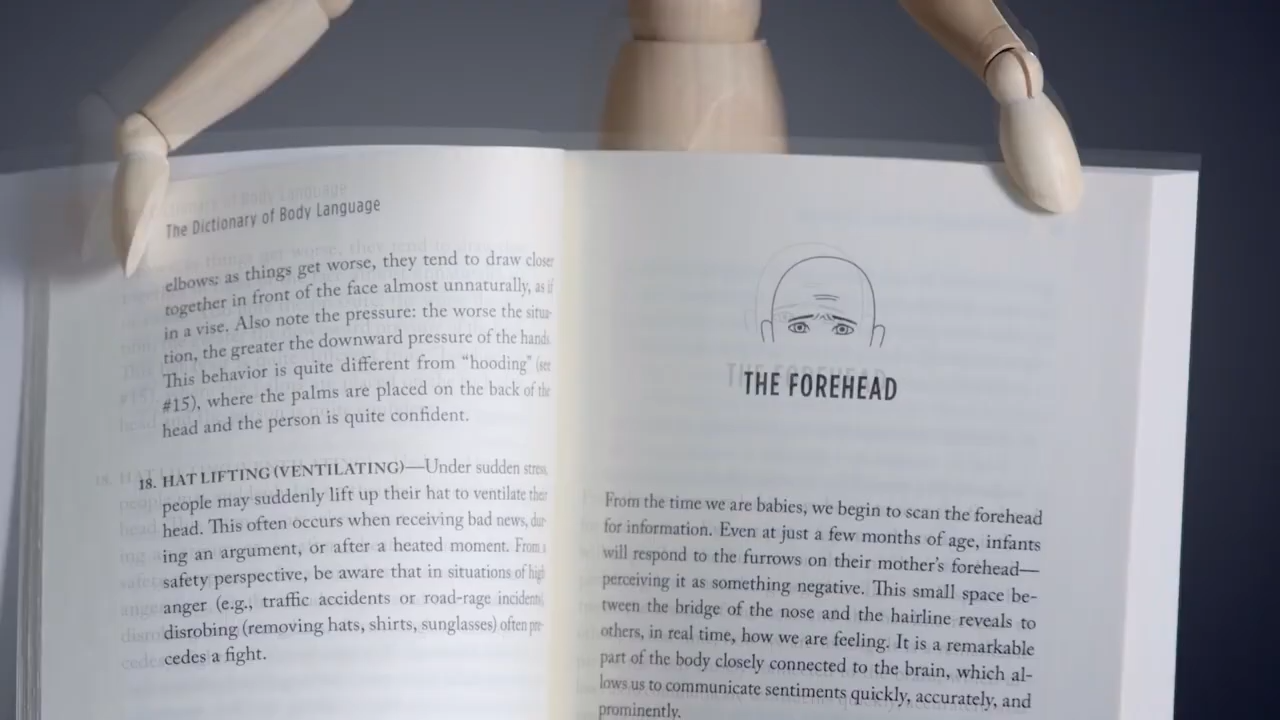 The Dictionary of Body Language
elbows; as things get worse, they tend to draw closer
together in front of the face almost unnaturally, as if
in a vise. Also note the pressure: the worse the situa-
tion, the greater the downward pressure of the hands.
This behavior is quite different from “hooding” (see
#15), where the palms are placed on the back of the
head and the person is quite confident.
18. HAT LIFTING (VENTILATING)—Under sudden stress,
people may suddenly lift up their hat to ventilate their
head. This often occurs when receiving bad news, dur-
ing an argument, or after a heated moment. From a
safety perspective, be aware that in situations of high
anger (e.g., traffic accidents or road-rage incidents),
disrobing (removing hats, shirts, sunglasses) often pre-
cedes a fight.
THE FOREHEAD
From the time we are babies, we begin to scan the forehead
for information. Even at just a few months of age, infants
will respond to the furrows on their mother’s forehead—
perceiving it as something negative. This small space be-
tween the bridge of the nose and the hairline reveals to
others, in real time, how we are feeling. It is a remarkable
part of the body closely connected to the brain, which al-
lows us to communicate sentiments quickly, accurately, and
prominently.